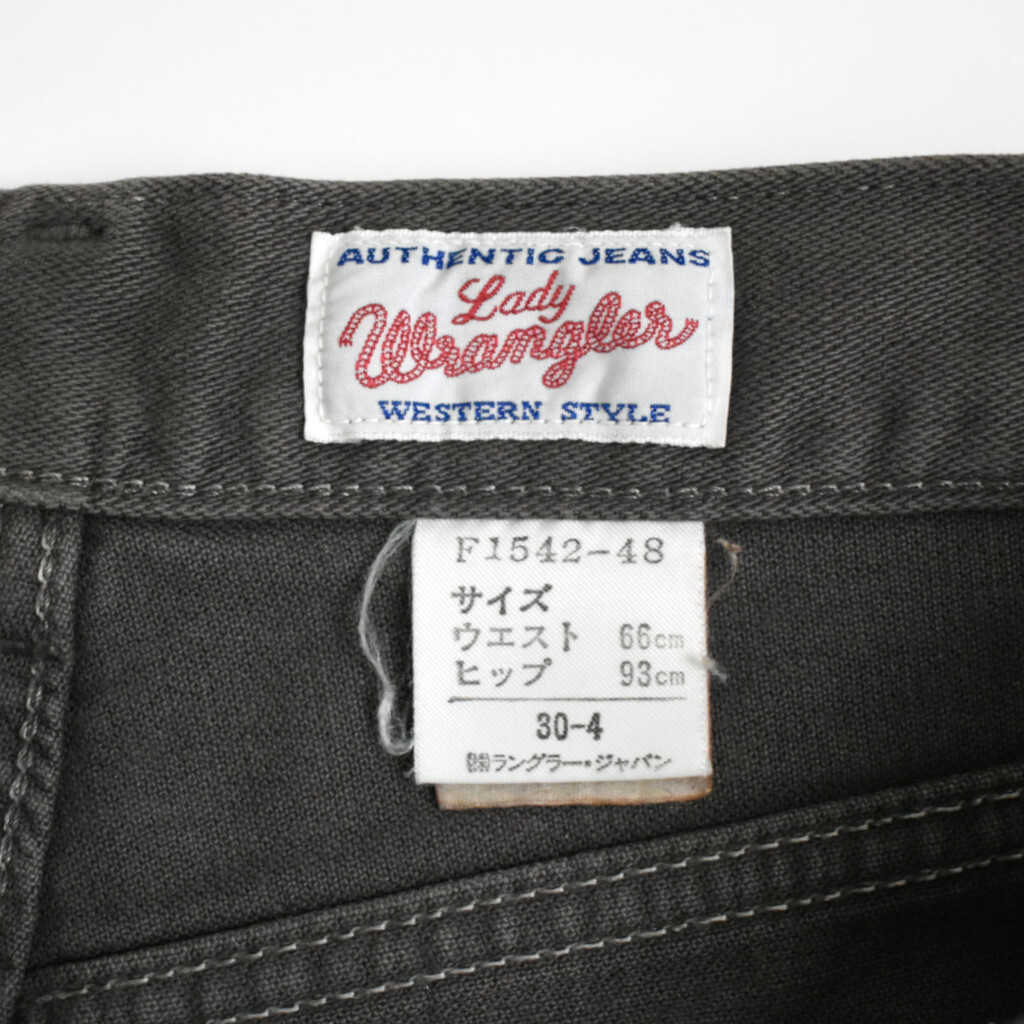 AUTHENTIC JEANS
Lady
Wrangler
WESTERN STYLE
F1542-48
サイズ
ウエスト 66cm
ヒップ 93cm
30-4
㈱ラングラー・ジャパン